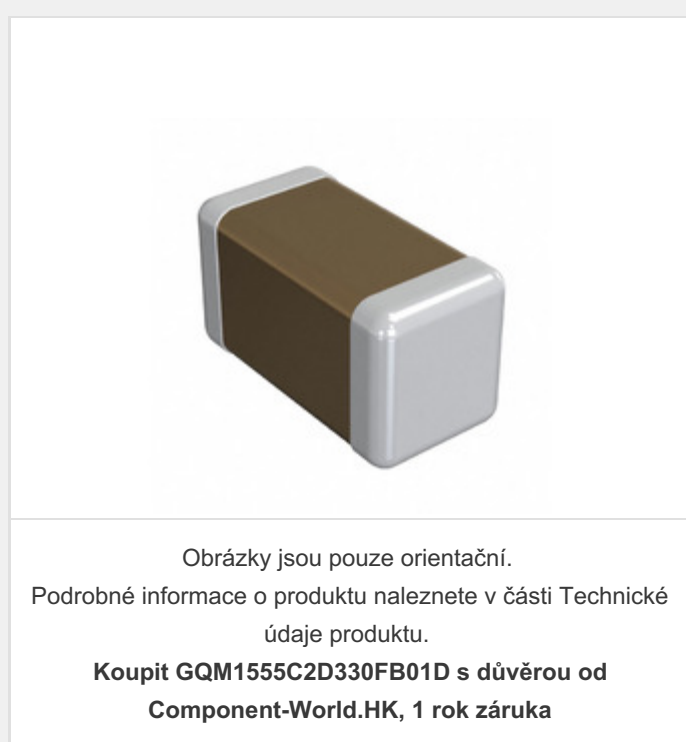 Obrázky jsou pouze orientační.
Podrobné informace o produktu naleznete v části Technické
údaje produktu.
Koupit GQM1555C2D330FB01D s důvěrou od
Component-World.HK, 1 rok záruka